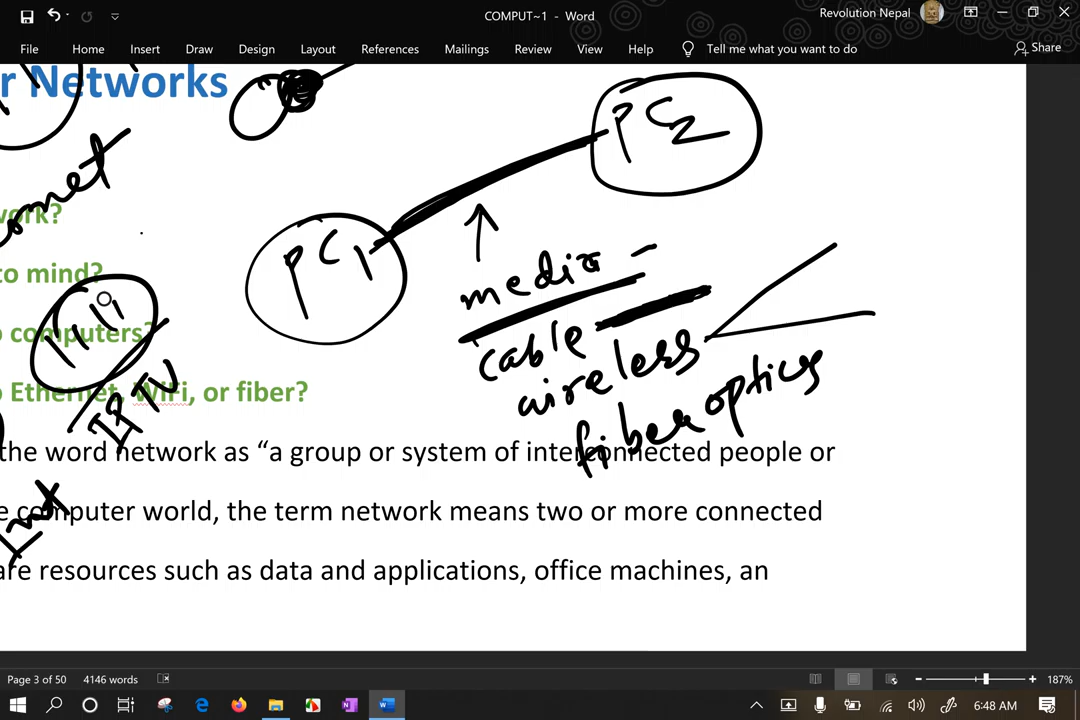 COMPUT~1 - Word
Revolution Nepal
File Home Insert Draw Design Layout References Mailings Review View Help Tell me what you want to do Share
r Networks
PC2
ernet
work?
PC1
to mind?
media -
cable
o computers?
wireless
o Ethernet, WiFi, or fiber?
IPTV
fiber optics
the word network as “a group or system of interconnected people or
e computer world, the term network means two or more connected
are resources such as data and applications, office machines, an
Page 3 of 50 4146 words 187%
6:48 AM